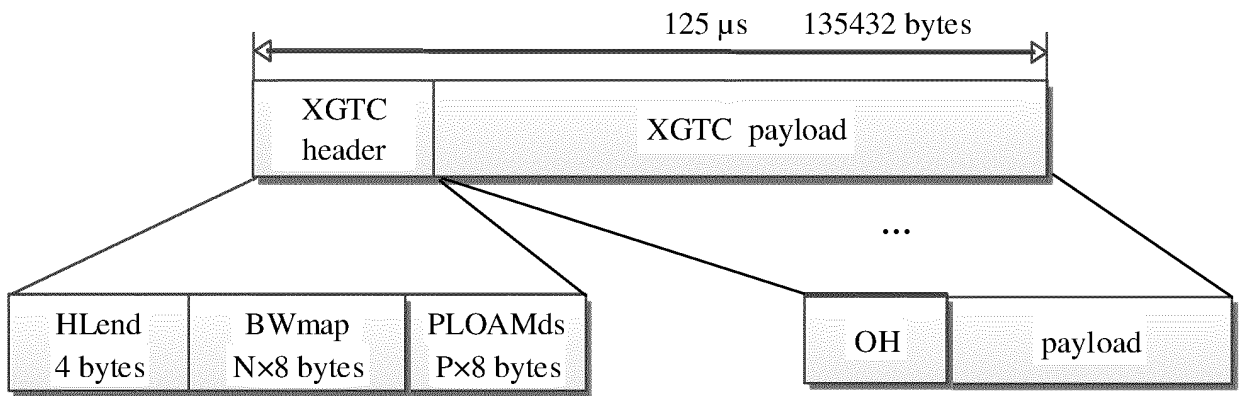 125 µs 135432 bytes
XGTC
header
XGTC payload
...
HLend
4 bytes
BWmap
N×8 bytes
PLOAMds
P×8 bytes
OH
payload